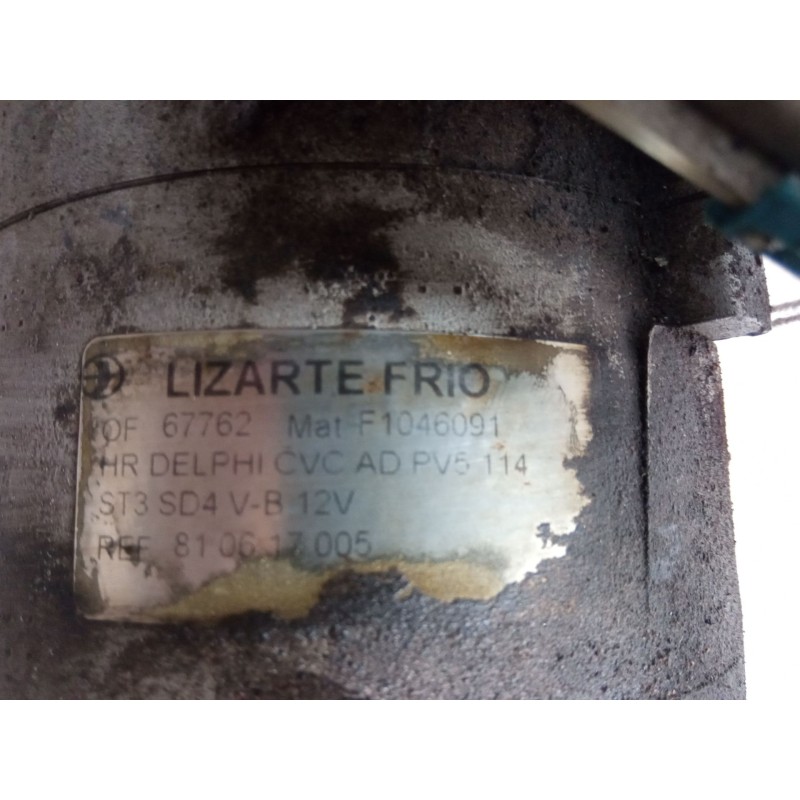 LIZARTE FRIO
OF 67762 Mat F1046091
HR DELPHI CVC AD PV5 114
ST3 SD4 V-B 12V
REF 81.06.17.005